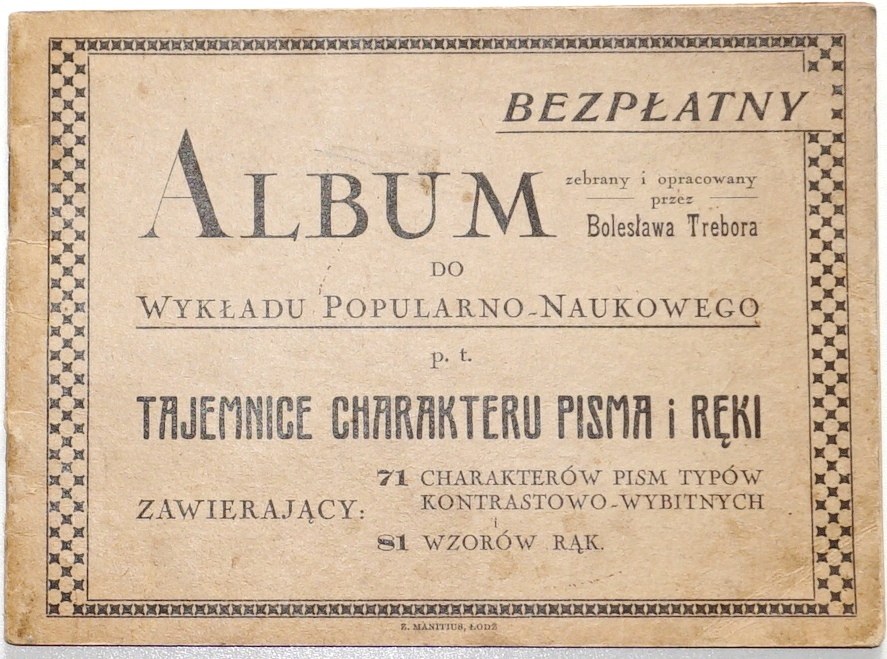 BEZPŁATNY
ALBUM
zebrany i opracowany
przez
Bolesława Trebora
DO
WYKŁADU POPULARNO-NAUKOWEGO
p. t.
TAJEMNICE CHARAKTERU PISMA i RĘKI
ZAWIERAJĄCY:
71 CHARAKTERÓW PISM TYPÓW
KONTRASTOWO-WYBITNYCH
i
81 WZORÓW RĄK.
Z. MANITIUS, ŁÓDŹ